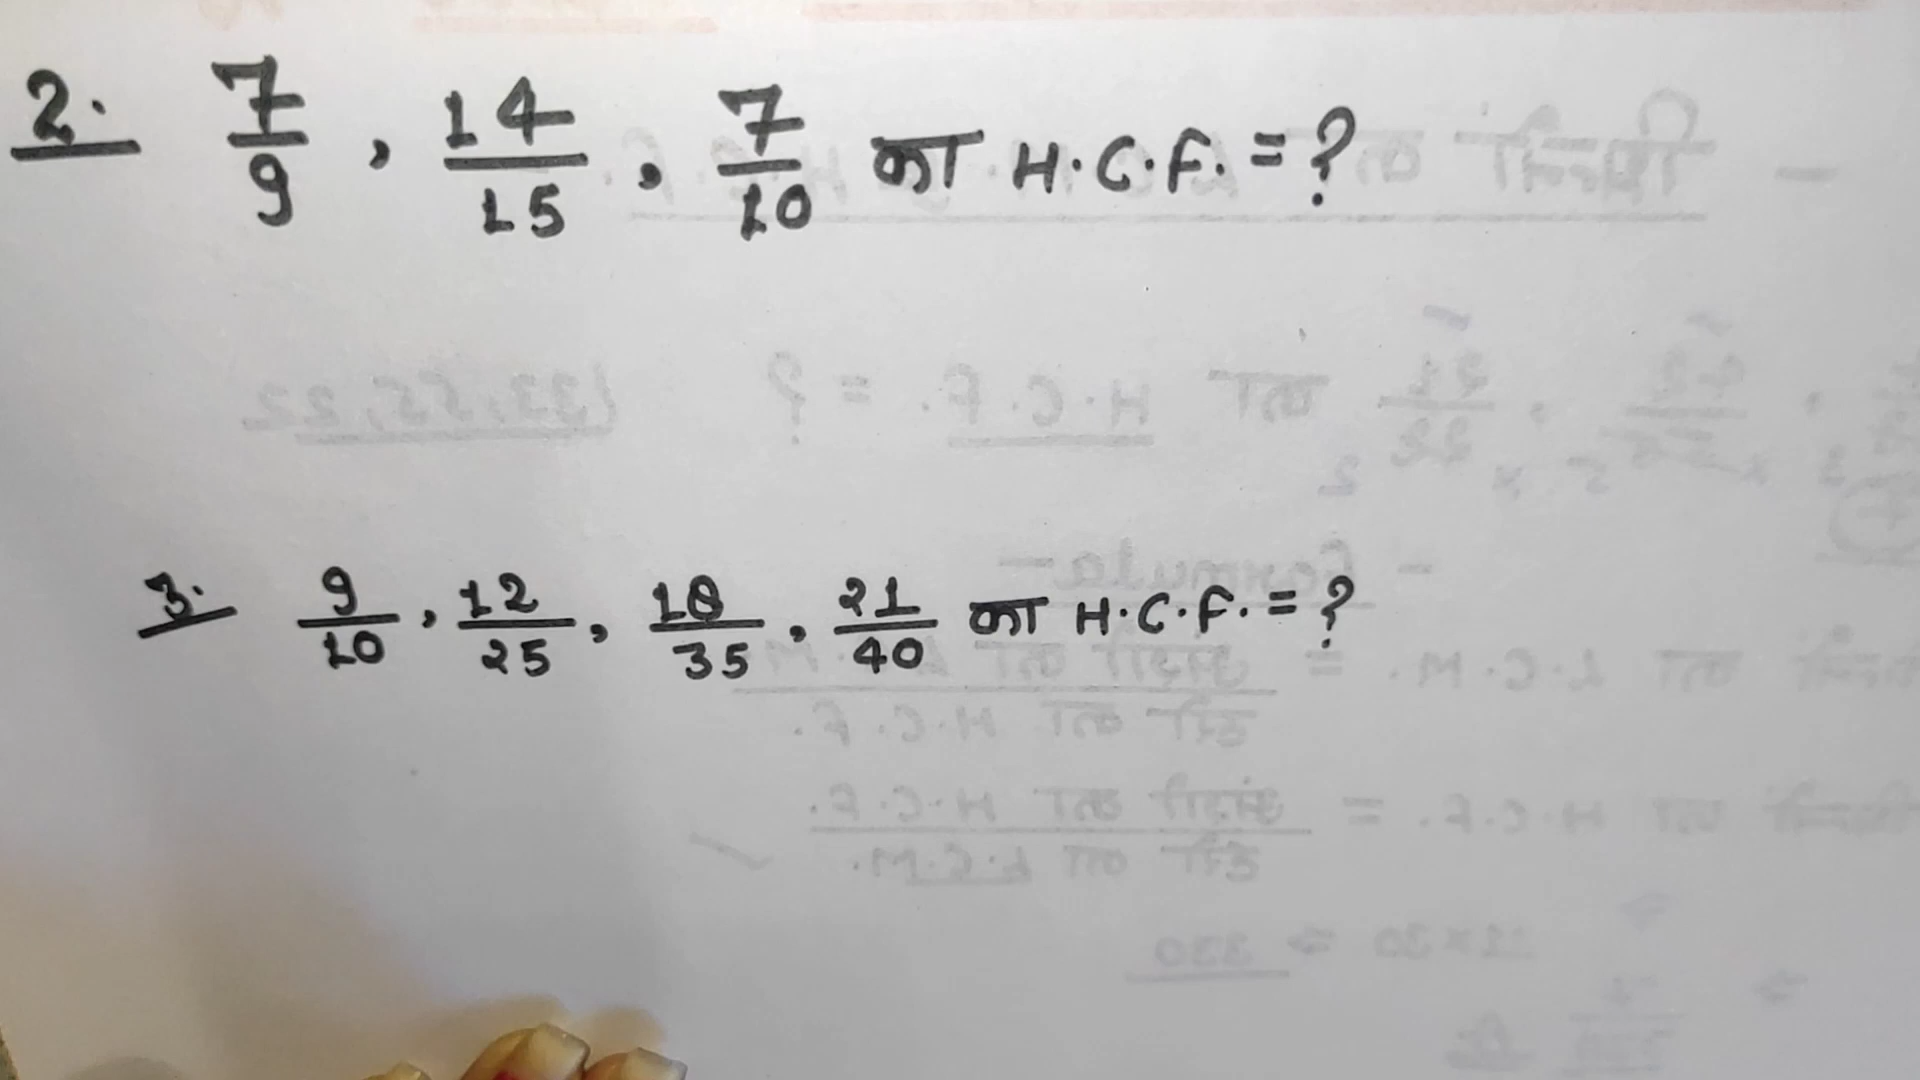 2. 7/9, 14/15, 7/10 का H.C.F. = ?
3. 9/10, 12/25, 18/35, 21/40 का H.C.F. = ?